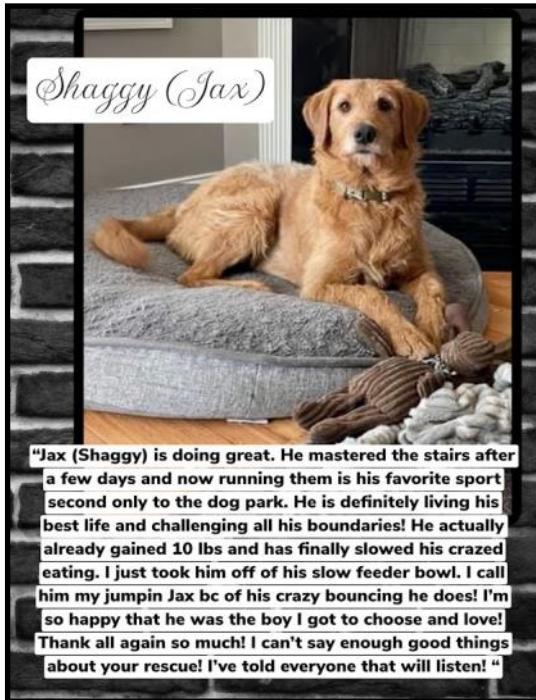 Shaggy (Jax)
“Jax (Shaggy) is doing great. He mastered the stairs after
a few days and now running them is his favorite sport
second only to the dog park. He is definitely living his
best life and challenging all his boundaries! He actually
already gained 10 lbs and has finally slowed his crazed
eating. I just took him off of his slow feeder bowl. I call
him my jumpin Jax bc of his crazy bouncing he does! I’m
so happy that he was the boy I got to choose and love!
Thank all again so much! I can’t say enough good things
about your rescue! I’ve told everyone that will listen! “